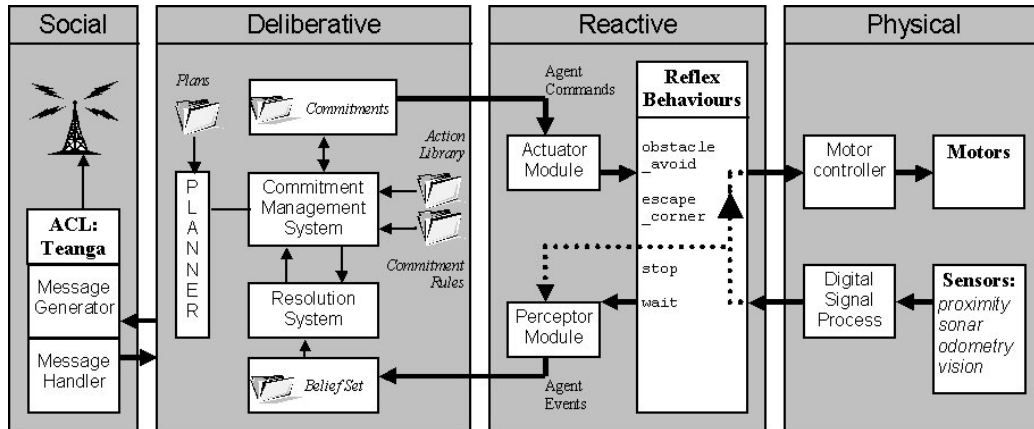 Social
Deliberative
Reactive
Physical
ACL:
Teanga
Message
Generator
Message
Handler
Plans
P
L
A
N
N
E
R
Commitments
Action
Library
Commitment
Management
System
Commitment
Rules
Resolution
System
Belief Set
Agent
Commands
Actuator
Module
Perceptor
Module
Agent
Events
Reflex
Behaviours
obstacle
_avoid
escape
_corner
stop
wait
Motor
controller
Motors
Digital
Signal
Process
Sensors:
proximity
sonar
odometry
vision